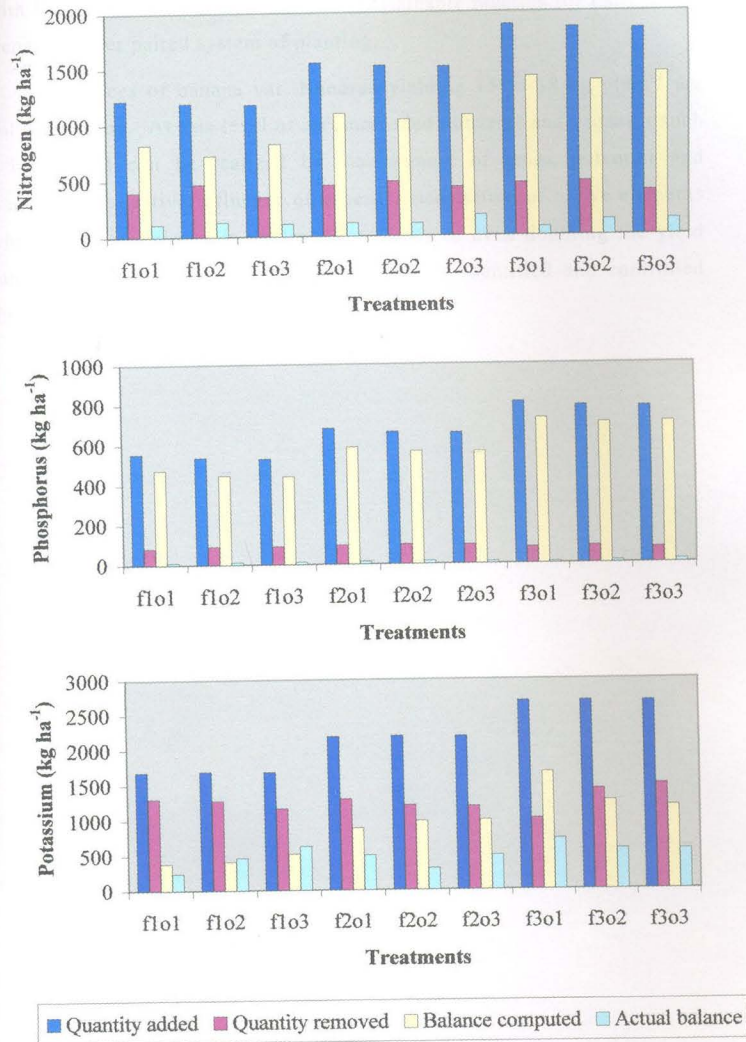 Nitrogen (kg ha⁻¹)
2000
1500
1000
500
0
f1o1 f1o2 f1o3 f2o1 f2o2 f2o3 f3o1 f3o2 f3o3
Treatments
Phosphorus (kg ha⁻¹)
1000
800
600
400
200
0
f1o1 f1o2 f1o3 f2o1 f2o2 f2o3 f3o1 f3o2 f3o3
Treatments
Potassium (kg ha⁻¹)
3000
2500
2000
1500
1000
500
0
f1o1 f1o2 f1o3 f2o1 f2o2 f2o3 f3o1 f3o2 f3o3
Treatments
Quantity added Quantity removed Balance computed Actual balance